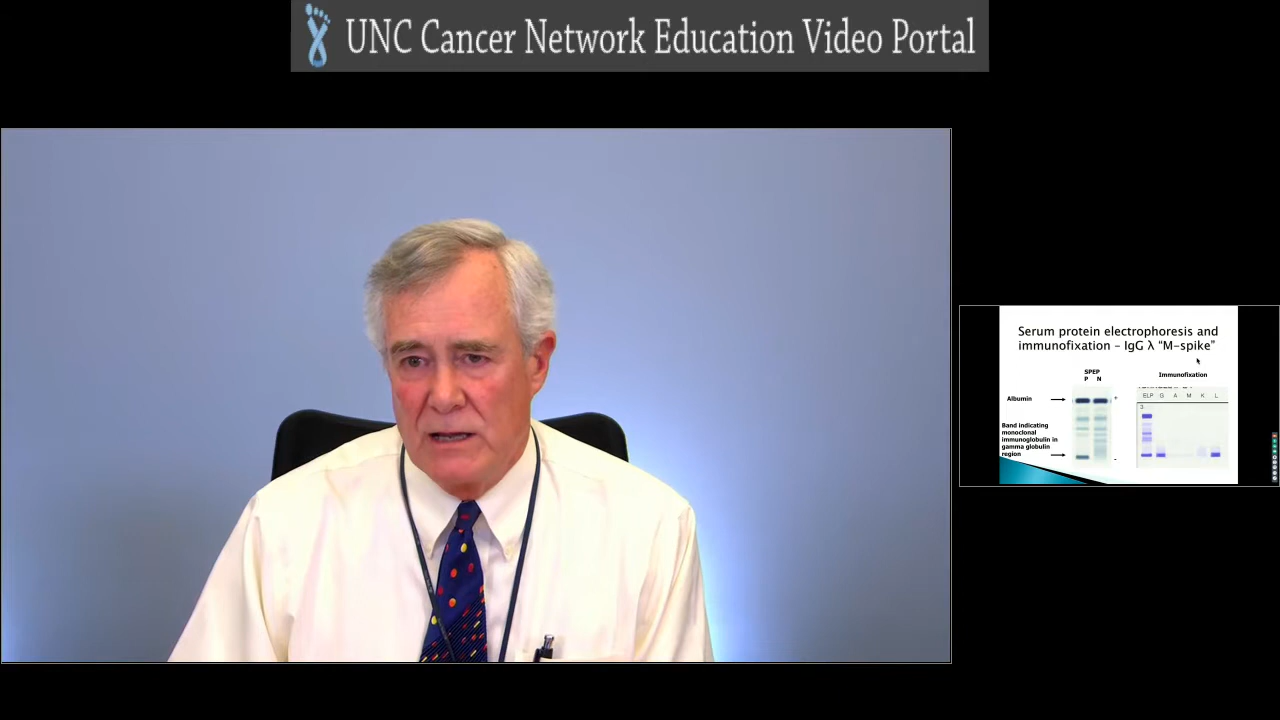 UNC Cancer Network Education Video Portal
Serum protein electrophoresis and
immunofixation – IgG λ "M-spike"
SPEP
P N
Immunofixation
Albumin
+
ELP G A M K L
3
Band indicating
monoclonal
immunoglobulin in
gamma globulin
region
-